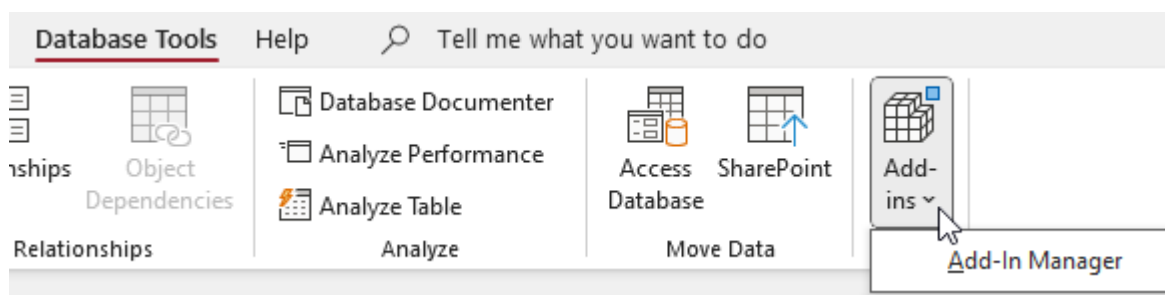 Database Tools Help Tell me what you want to do
Database Documenter
Analyze Performance
Analyze Table
nships
Object
Dependencies
Access
Database
SharePoint
Add-
ins
Relationships Analyze Move Data
Add-In Manager